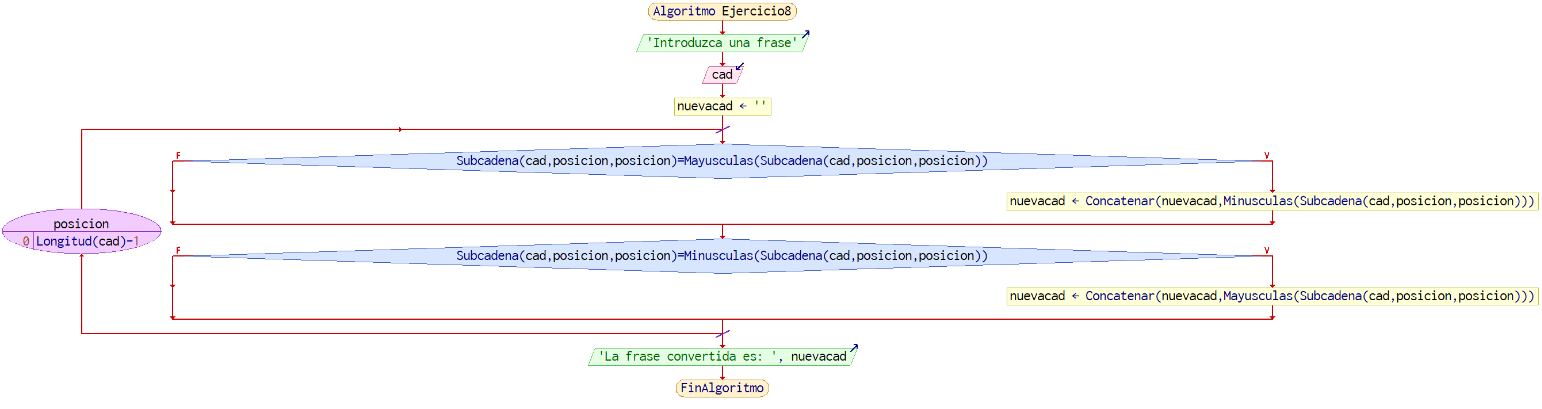 Algoritmo Ejercicio8
'Introduzca una frase'
cad
nuevacad ← ''
F
Subcadena(cad,posicion,posicion)=Mayusculas(Subcadena(cad,posicion,posicion))
V
nuevacad ← Concatenar(nuevacad,Minusculas(Subcadena(cad,posicion,posicion)))
posicion
0 Longitud(cad)-1
F
Subcadena(cad,posicion,posicion)=Minusculas(Subcadena(cad,posicion,posicion))
V
nuevacad ← Concatenar(nuevacad,Mayusculas(Subcadena(cad,posicion,posicion)))
'La frase convertida es: ', nuevacad
FinAlgoritmo